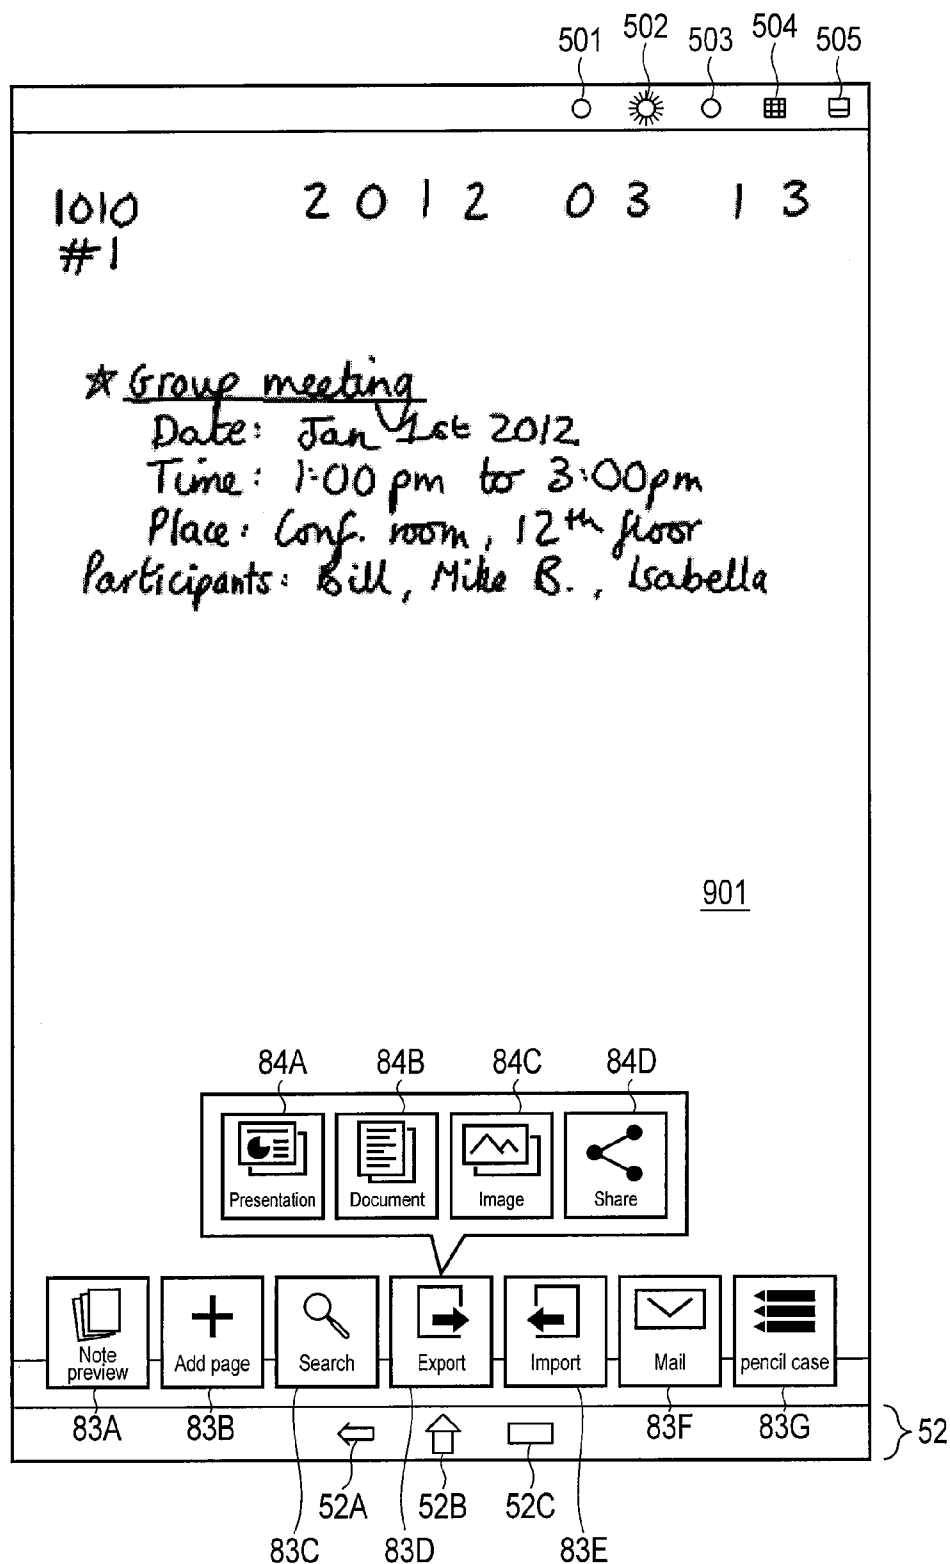 501 502 503 504 505
1010 2012 03 13
#1
☆ Group meeting
Date: Jan 1st 2012
Time: 1:00 pm to 3:00pm
Place: Conf. room, 12th floor
Participants: Bill, Mike B., Isabella
901
84A 84B 84C 84D
Presentation Document Image Share
Note preview Add page Search Export Import Mail pencil case
83A 83B 83F 83G 52
52A 52B 52C
83C 83D 83E